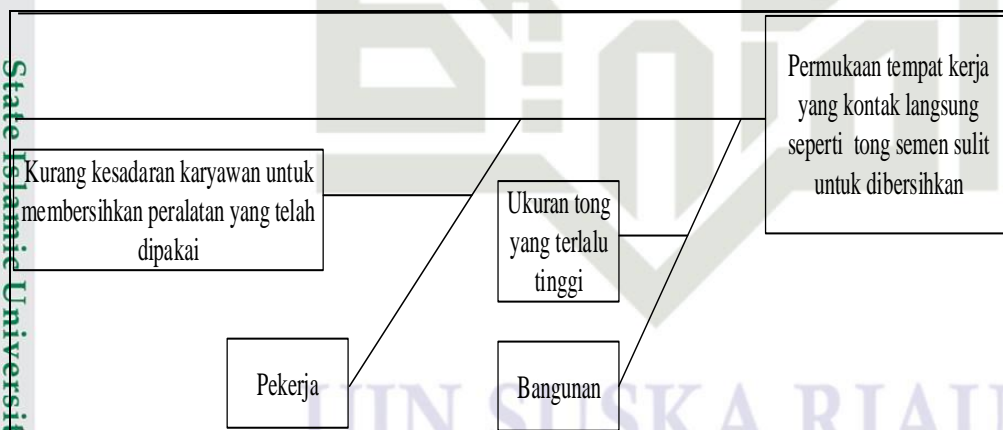 Permukaan tempat kerja
yang kontak langsung
seperti tong semen sulit
untuk dibersihkan
Kurang kesadaran karyawan untuk
membersihkan peralatan yang telah
dipakai
Ukuran tong
yang terlalu
tinggi
Pekerja
Bangunan
State Islamic Universi
UIN SUSKA RIAU